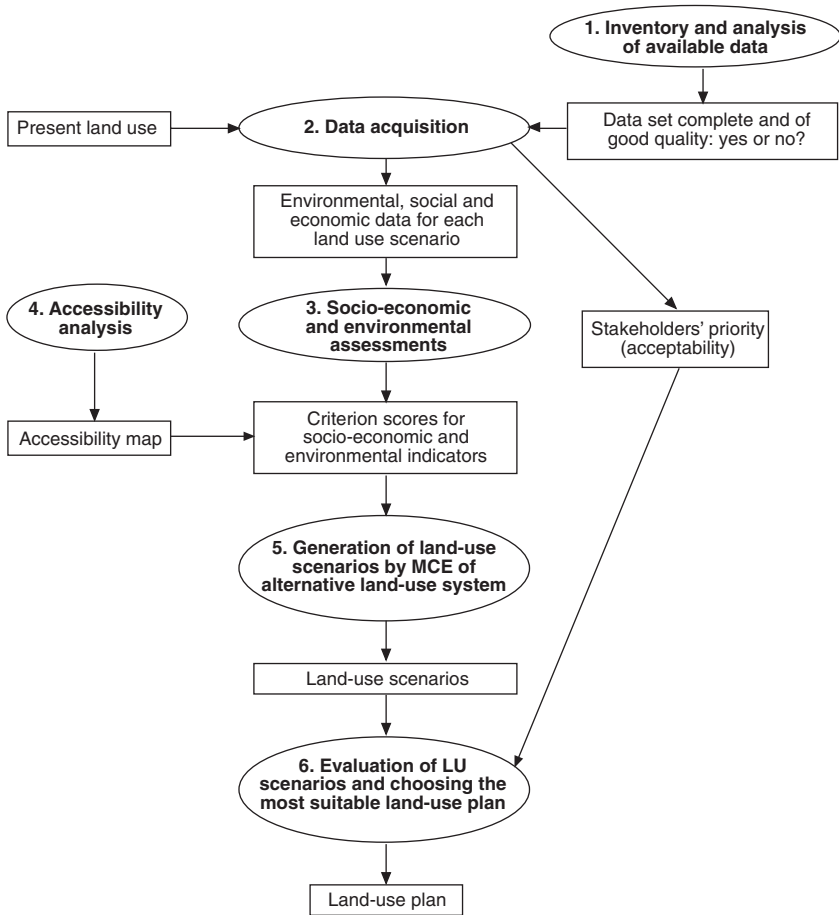 1. Inventory and analysis
of available data
Present land use
2. Data acquisition
Data set complete and of
good quality: yes or no?
Environmental, social and
economic data for each
land use scenario
4. Accessibility
analysis
3. Socio-economic
and environmental
assessments
Stakeholders’ priority
(acceptability)
Accessibility map
Criterion scores for
socio-economic and
environmental indicators
5. Generation of land-use
scenarios by MCE of
alternative land-use system
Land-use scenarios
6. Evaluation of LU
scenarios and choosing the
most suitable land-use plan
Land-use plan